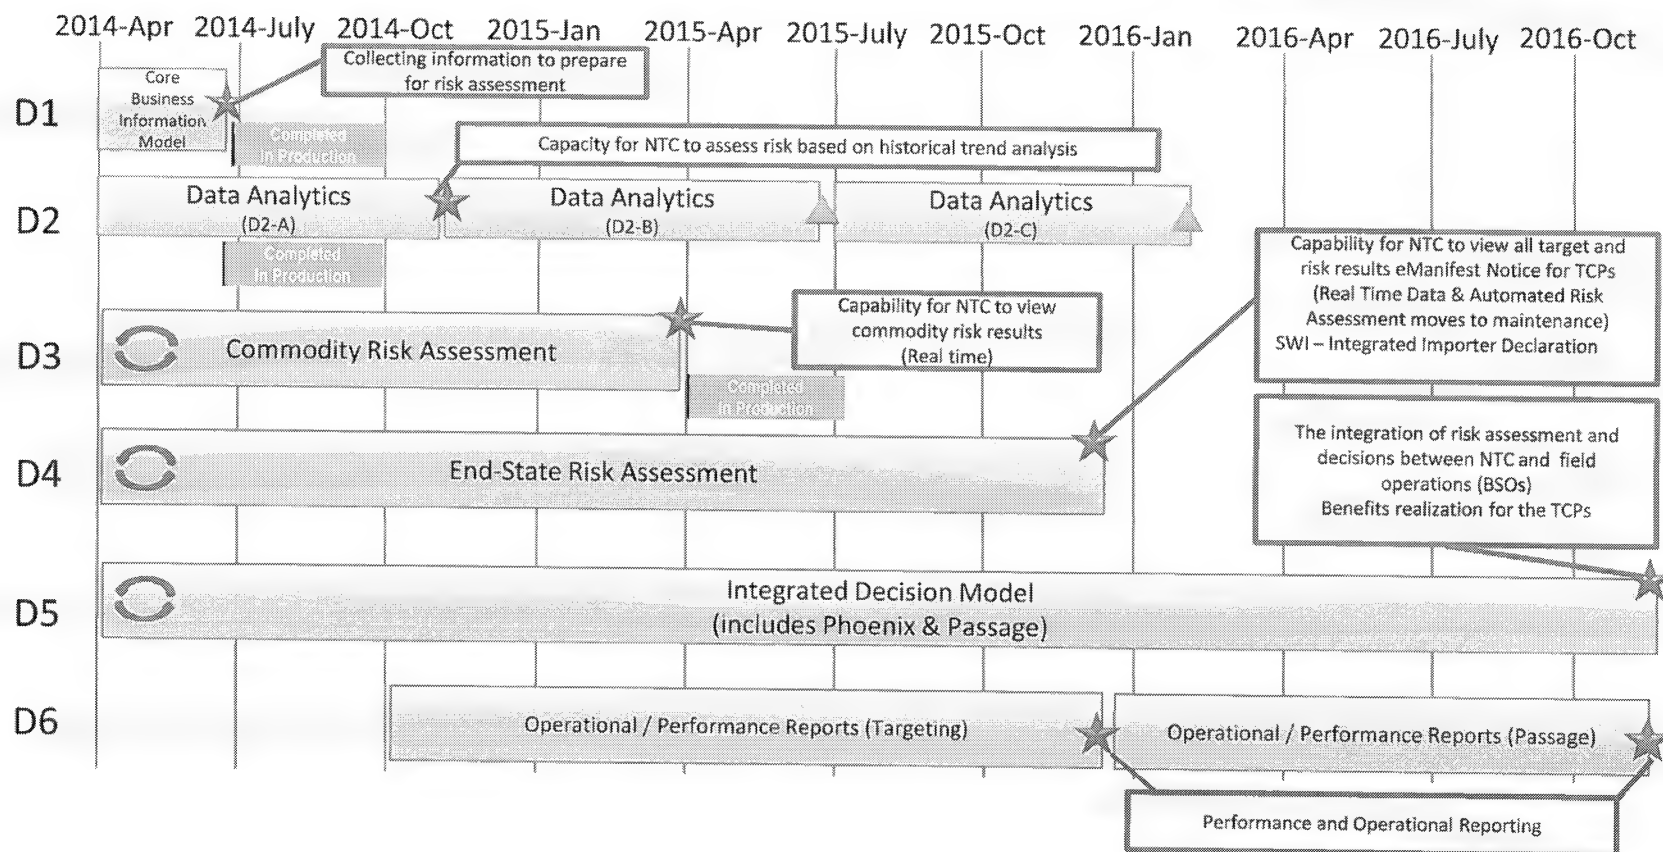 2014-Apr 2014-July 2014-Oct 2015-Jan 2015-Apr 2015-July 2015-Oct 2016-Jan 2016-Apr 2016-July 2016-Oct
D1
Core
Business
Information
Model
Collecting information to prepare
for risk assessment
Completed
In Production
Capacity for NTC to assess risk based on historical trend analysis
D2
Data Analytics
(D2-A)
Data Analytics
(D2-B)
Data Analytics
(D2-C)
Completed
In Production
D3
Commodity Risk Assessment
Capability for NTC to view
commodity risk results
(Real time)
Completed
In Production
Capability for NTC to view all target and
risk results eManifest Notice for TCPs
(Real Time Data & Automated Risk
Assessment moves to maintenance)
SWI – Integrated Importer Declaration
D4
End-State Risk Assessment
The integration of risk assessment and
decisions between NTC and field
operations (BSOs)
Benefits realization for the TCPs
D5
Integrated Decision Model
(includes Phoenix & Passage)
D6
Operational / Performance Reports (Targeting)
Operational / Performance Reports (Passage)
Performance and Operational Reporting